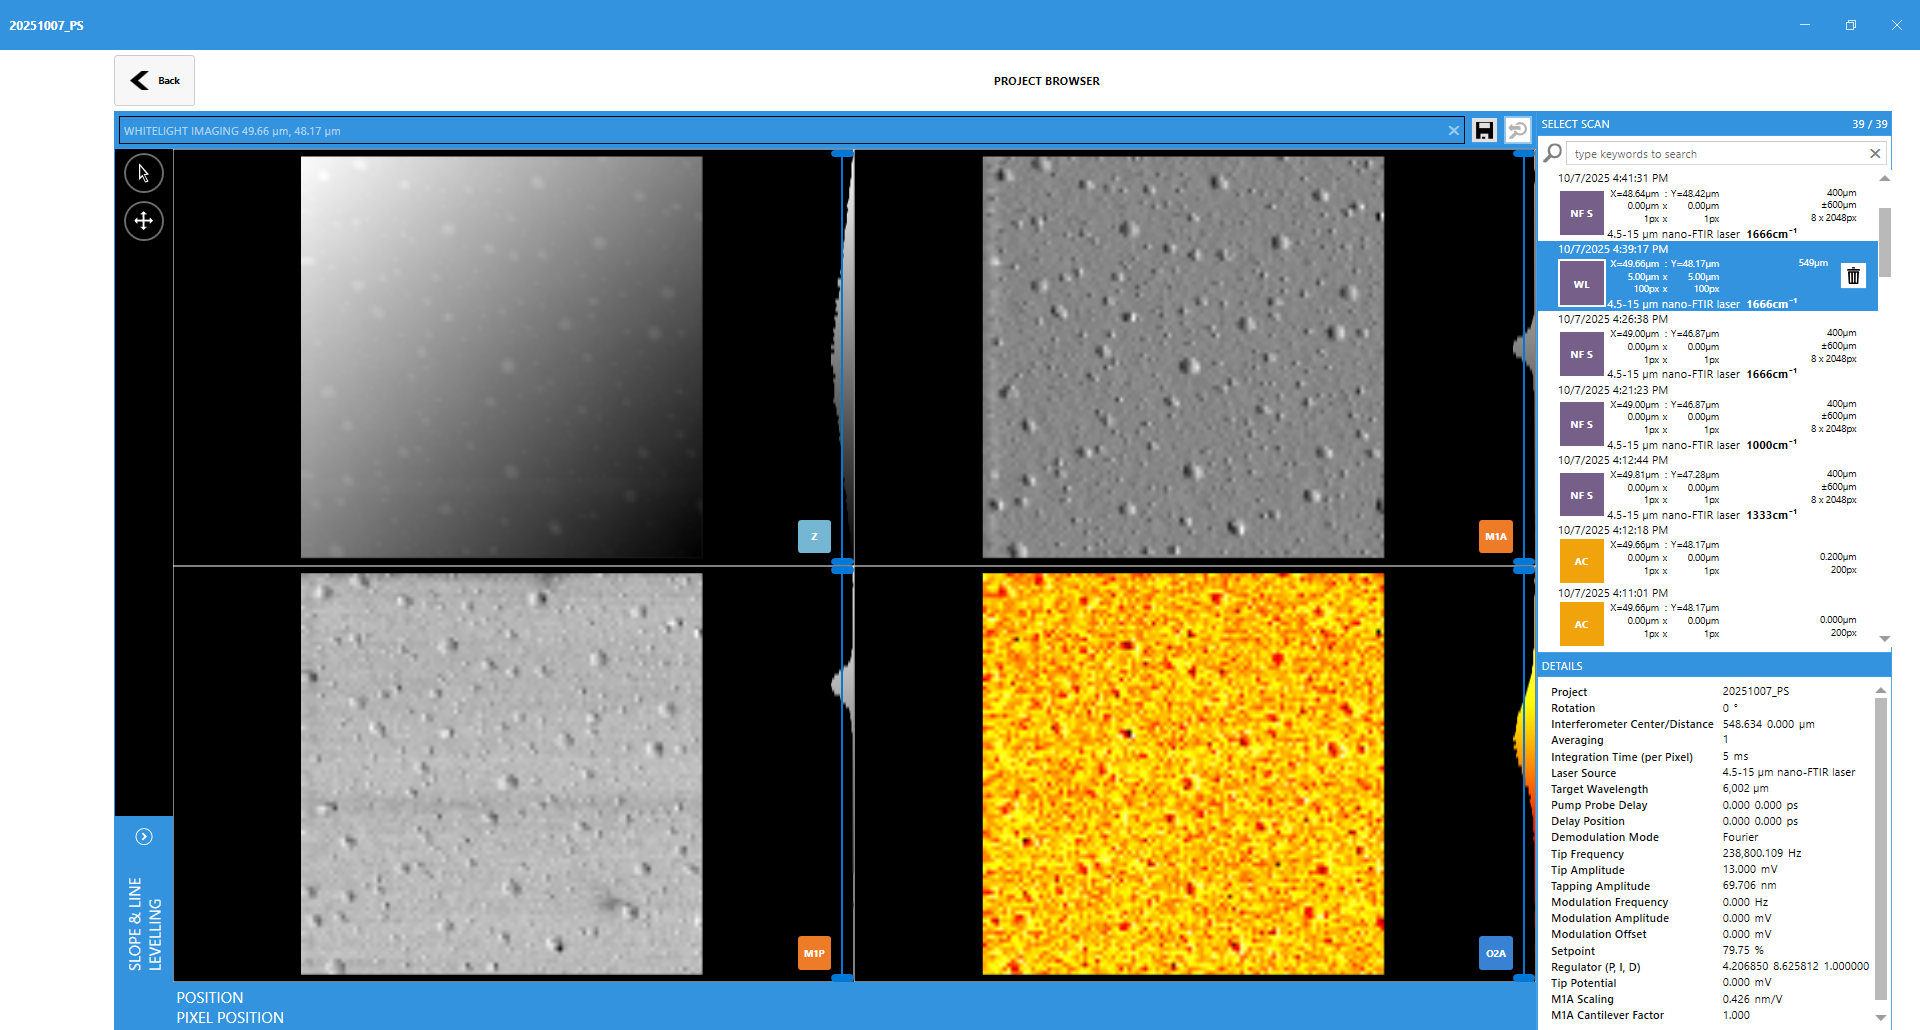 20251007_PS
Back
PROJECT BROWSER
WHITELIGHT IMAGING 49.66 µm, 48.17 µm
Z
M1A
M1P
O2A
SLOPE & LINE
LEVELLING
POSITION
PIXEL POSITION
SELECT SCAN 39 / 39
type keywords to search
10/7/2025 4:41:31 PM
NF S
X=48.64µm : Y=48.42µm 400µm
0.00µm x 0.00µm ±600µm
1px x 1px 8 x 2048px
4.5-15 µm nano-FTIR laser 1666cm⁻¹
10/7/2025 4:39:17 PM
WL
X=49.66µm : Y=48.17µm 549µm
5.00µm x 5.00µm
100px x 100px
4.5-15 µm nano-FTIR laser 1666cm⁻¹
10/7/2025 4:26:38 PM
NF S
X=49.00µm : Y=46.87µm 400µm
0.00µm x 0.00µm ±600µm
1px x 1px 8 x 2048px
4.5-15 µm nano-FTIR laser 1666cm⁻¹
10/7/2025 4:21:23 PM
NF S
X=49.00µm : Y=46.87µm 400µm
0.00µm x 0.00µm ±600µm
1px x 1px 8 x 2048px
4.5-15 µm nano-FTIR laser 1000cm⁻¹
10/7/2025 4:12:44 PM
NF S
X=49.81µm : Y=47.28µm 400µm
0.00µm x 0.00µm ±600µm
1px x 1px 8 x 2048px
4.5-15 µm nano-FTIR laser 1333cm⁻¹
10/7/2025 4:12:18 PM
AC
X=49.66µm : Y=48.17µm
0.00µm x 0.00µm 0.200µm
1px x 1px 200px
10/7/2025 4:11:01 PM
AC
X=49.66µm : Y=48.17µm
0.00µm x 0.00µm 0.000µm
1px x 1px 200px
DETAILS
Project 20251007_PS
Rotation 0 °
Interferometer Center/Distance 548.634 0.000 µm
Averaging 1
Integration Time (per Pixel) 5 ms
Laser Source 4.5-15 µm nano-FTIR laser
Target Wavelength 6,002 µm
Pump Probe Delay 0.000 0.000 ps
Delay Position 0.000 0.000 ps
Demodulation Mode Fourier
Tip Frequency 238,800.109 Hz
Tip Amplitude 13.000 mV
Tapping Amplitude 69.706 nm
Modulation Frequency 0.000 Hz
Modulation Amplitude 0.000 mV
Modulation Offset 0.000 mV
Setpoint 79.75 %
Regulator (P, I, D) 4.206850 8.625812 1.000000
Tip Potential 0.000 mV
M1A Scaling 0.426 nm/V
M1A Cantilever Factor 1.000